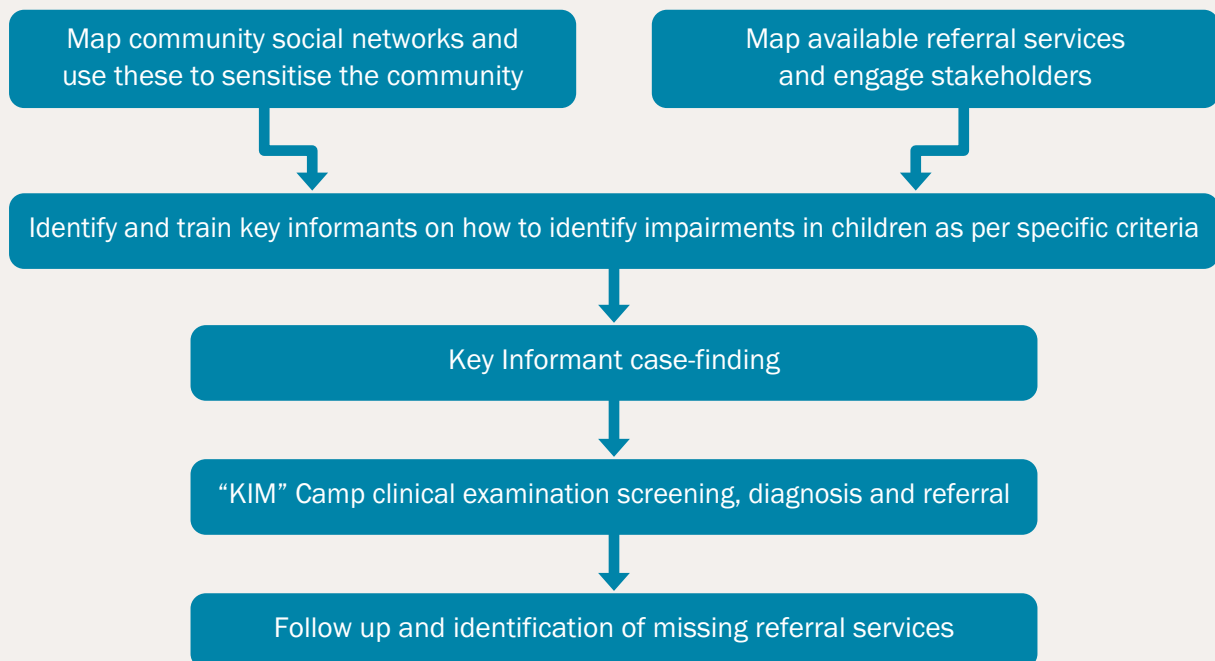 Map community social networks and
use these to sensitise the community
Map available referral services
and engage stakeholders
Identify and train key informants on how to identify impairments in children as per specific criteria
Key Informant case-finding
“KIM” Camp clinical examination screening, diagnosis and referral
Follow up and identification of missing referral services